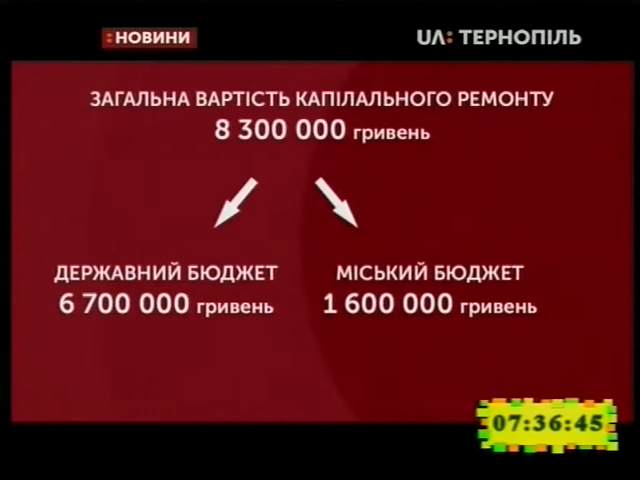 :НОВИНИ
UA: ТЕРНОПІЛЬ
ЗАГАЛЬНА ВАРТІСТЬ КАПІЛАЛЬНОГО РЕМОНТУ
8 300 000 гривень
ДЕРЖАВНИЙ БЮДЖЕТ
МІСЬКИЙ БЮДЖЕТ
6 700 000 гривень
1 600 000 гривень
07:36:45